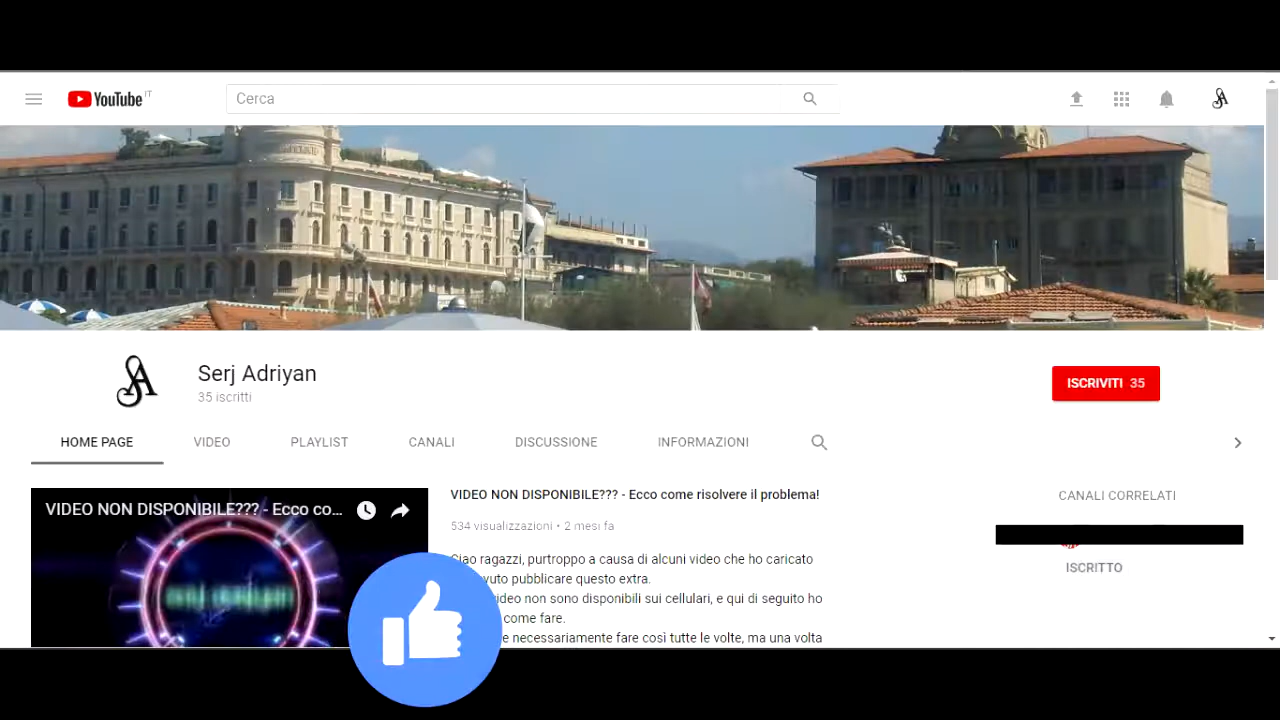 YouTube IT
Cerca
Serj Adriyan
35 iscritti
ISCRIVITI 35
HOME PAGE
VIDEO
PLAYLIST
CANALI
DISCUSSIONE
INFORMAZIONI
VIDEO NON DISPONIBILE??? - Ecco co...
VIDEO NON DISPONIBILE??? - Ecco come risolvere il problema!
534 visualizzazioni • 2 mesi fa
Ciao ragazzi, purtroppo a causa di alcuni video che ho caricato
vuto pubblicare questo extra.
ideo non sono disponibili sui cellulari, e qui di seguito ho
come fare.
e necessariamente fare così tutte le volte, ma una volta
CANALI CORRELATI
ISCRITTO